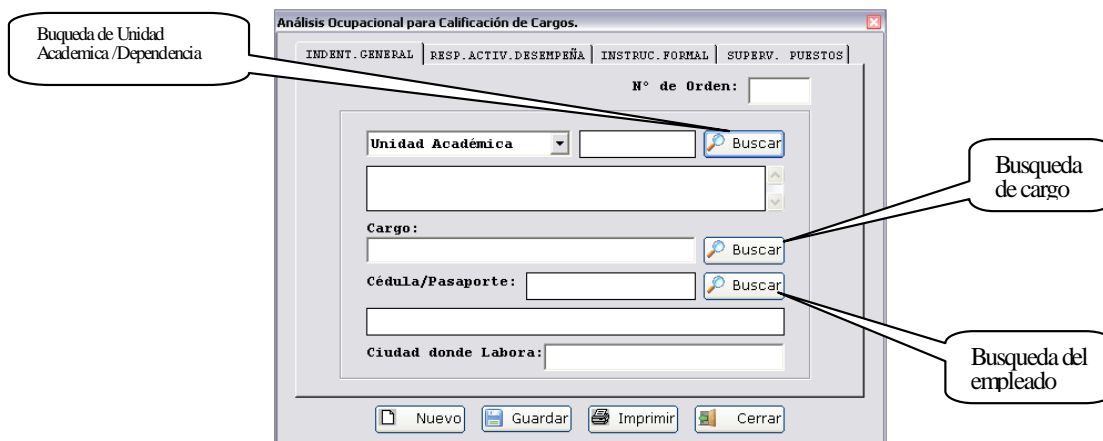 Buqueda de Unidad
Academica /Dependencia
Análisis Ocupacional para Calificación de Cargos.
INDENT.GENERAL RESP.ACTIV.DESEMPEÑA INSTRUC.FORMAL SUPERV. PUESTOS
N° de Orden:
Unidad Académica Buscar
Busqueda
de cargo
Cargo:
Buscar
Cédula/Pasaporte: Buscar
Ciudad donde Labora:
Busqueda del
empleado
Nuevo Guardar Imprimir Cerrar